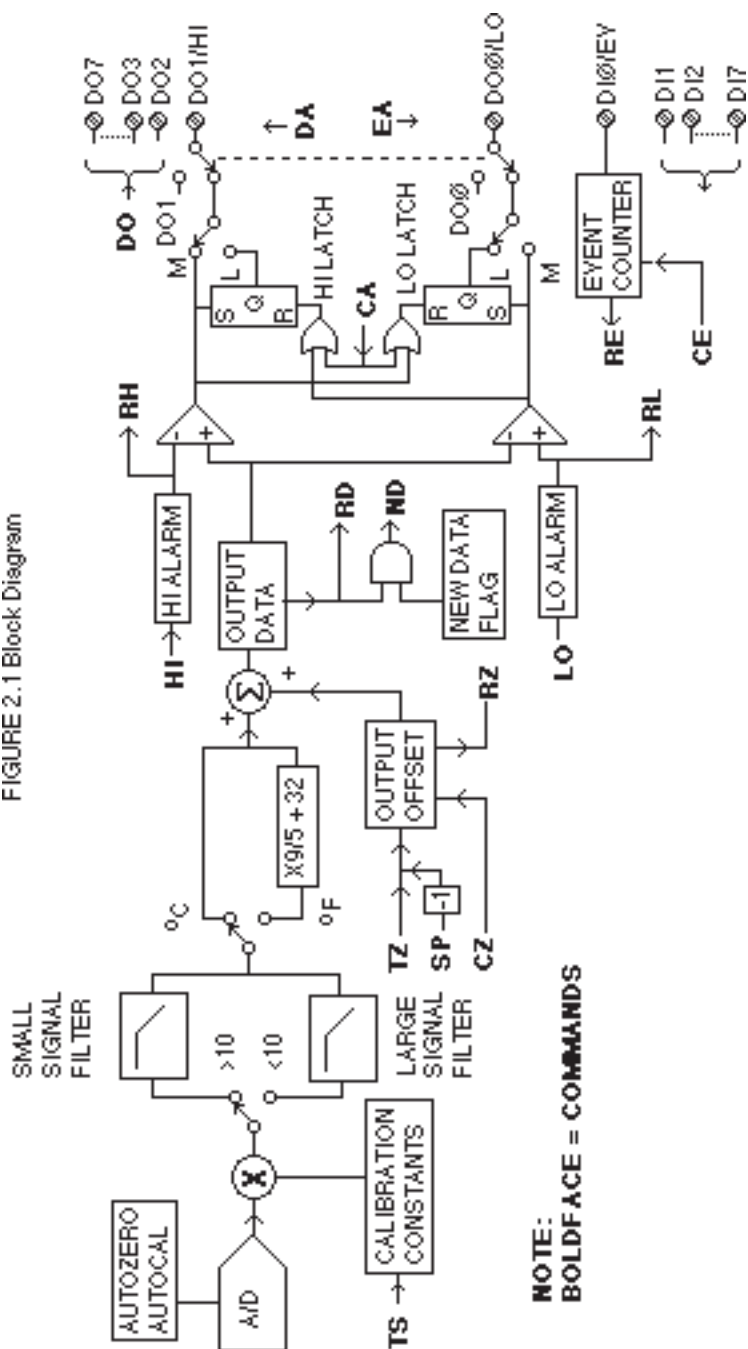 FIGURE 2.1 Block Diagram
AUTOZERO
AUTOCAL
A/D
X
TS
CALIBRATION
CONSTANTS
SMALL
SIGNAL
FILTER
>10
<10
LARGE
SIGNAL
FILTER
°C
°F
X9/5 + 32
TZ
SP
-1
CZ
OUTPUT
OFFSET
RZ
+
Σ
+
OUTPUT
DATA
RD
ND
NEW DATA
FLAG
HI
HI ALARM
RH
LO
LO ALARM
RL
-
+
-
+
M
L
S
Q
R
HI LATCH
CA
LO LATCH
R
Q
S
L
M
DO
DO1
DOØ
DO7
DO3
DO2
DO1/HI
DA
EA
DOØ/LO
EVENT
COUNTER
RE
CE
DIØ/EV
DI1
DI2
DI7
NOTE:
BOLDFACE = COMMANDS